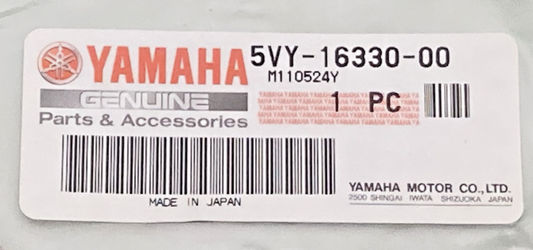 YAMAHA 5VY-16330-00
M110524Y
GENUINE 1 PC
Parts & Accessories
MADE IN JAPAN
YAMAHA MOTOR CO.,LTD.
2500 SHINGAI IWATA SHIZUOKA JAPAN